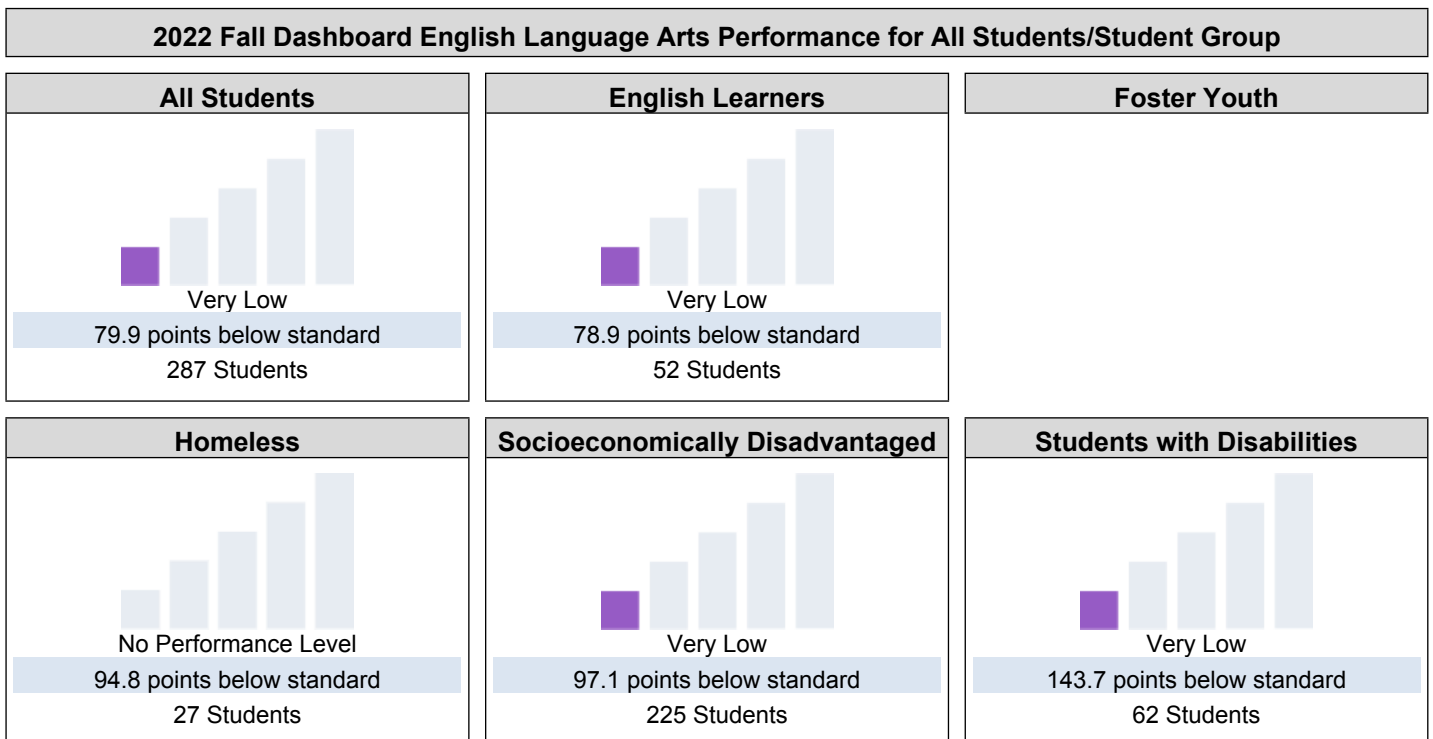 2022 Fall Dashboard English Language Arts Performance for All Students/Student Group
All Students
Very Low
79.9 points below standard
287 Students
English Learners
Very Low
78.9 points below standard
52 Students
Foster Youth
Homeless
No Performance Level
94.8 points below standard
27 Students
Socioeconomically Disadvantaged
Very Low
97.1 points below standard
225 Students
Students with Disabilities
Very Low
143.7 points below standard
62 Students